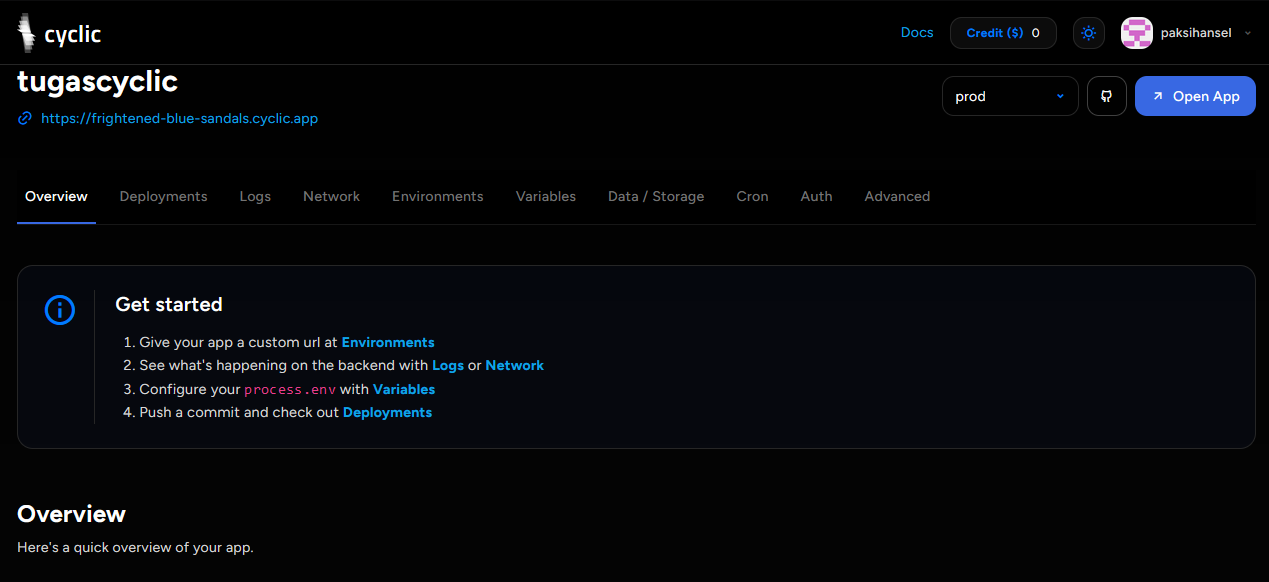 cyclic
Docs
Credit ($) 0
paksihansel
tugascyclic
https://frightened-blue-sandals.cyclic.app
prod
Open App
Overview Deployments Logs Network Environments Variables Data / Storage Cron Auth Advanced
Get started
1. Give your app a custom url at Environments
2. See what's happening on the backend with Logs or Network
3. Configure your process.env with Variables
4. Push a commit and check out Deployments
Overview
Here's a quick overview of your app.